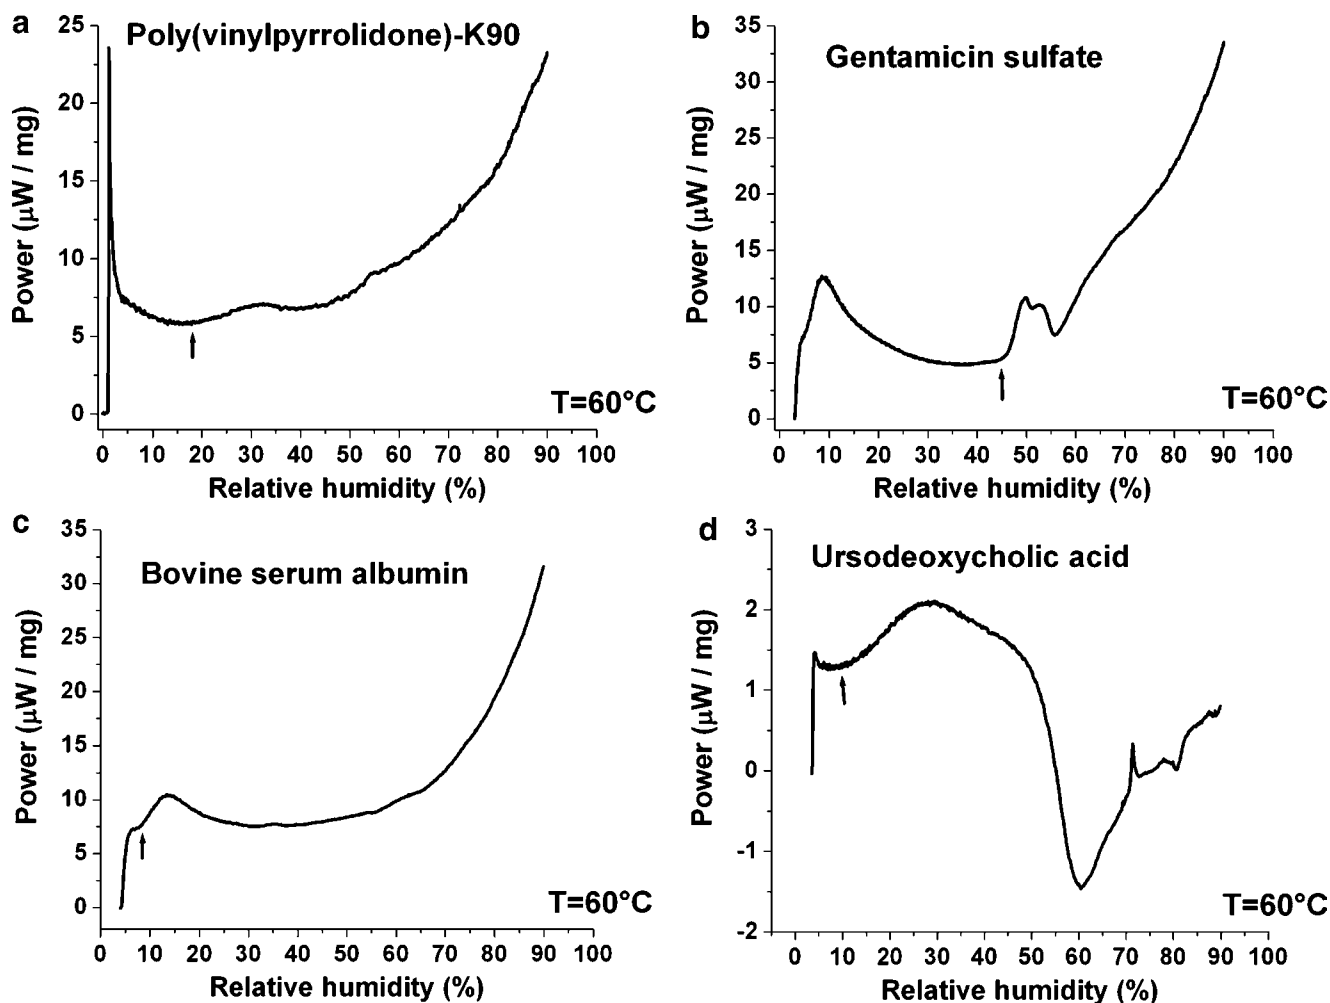 a
Poly(vinylpyrrolidone)-K90
25
20
15
10
5
0
Power (μW / mg)
T=60°C
0 10 20 30 40 50 60 70 80 90 100
Relative humidity (%)
b
Gentamicin sulfate
35
30
25
20
15
10
5
0
Power (μW / mg)
T=60°C
0 10 20 30 40 50 60 70 80 90 100
Relative humidity (%)
c
Bovine serum albumin
35
30
25
20
15
10
5
0
Power (μW / mg)
T=60°C
0 10 20 30 40 50 60 70 80 90 100
Relative humidity (%)
d
Ursodeoxycholic acid
3
2
1
0
-1
-2
Power (μW / mg)
T=60°C
0 10 20 30 40 50 60 70 80 90 100
Relative humidity (%)